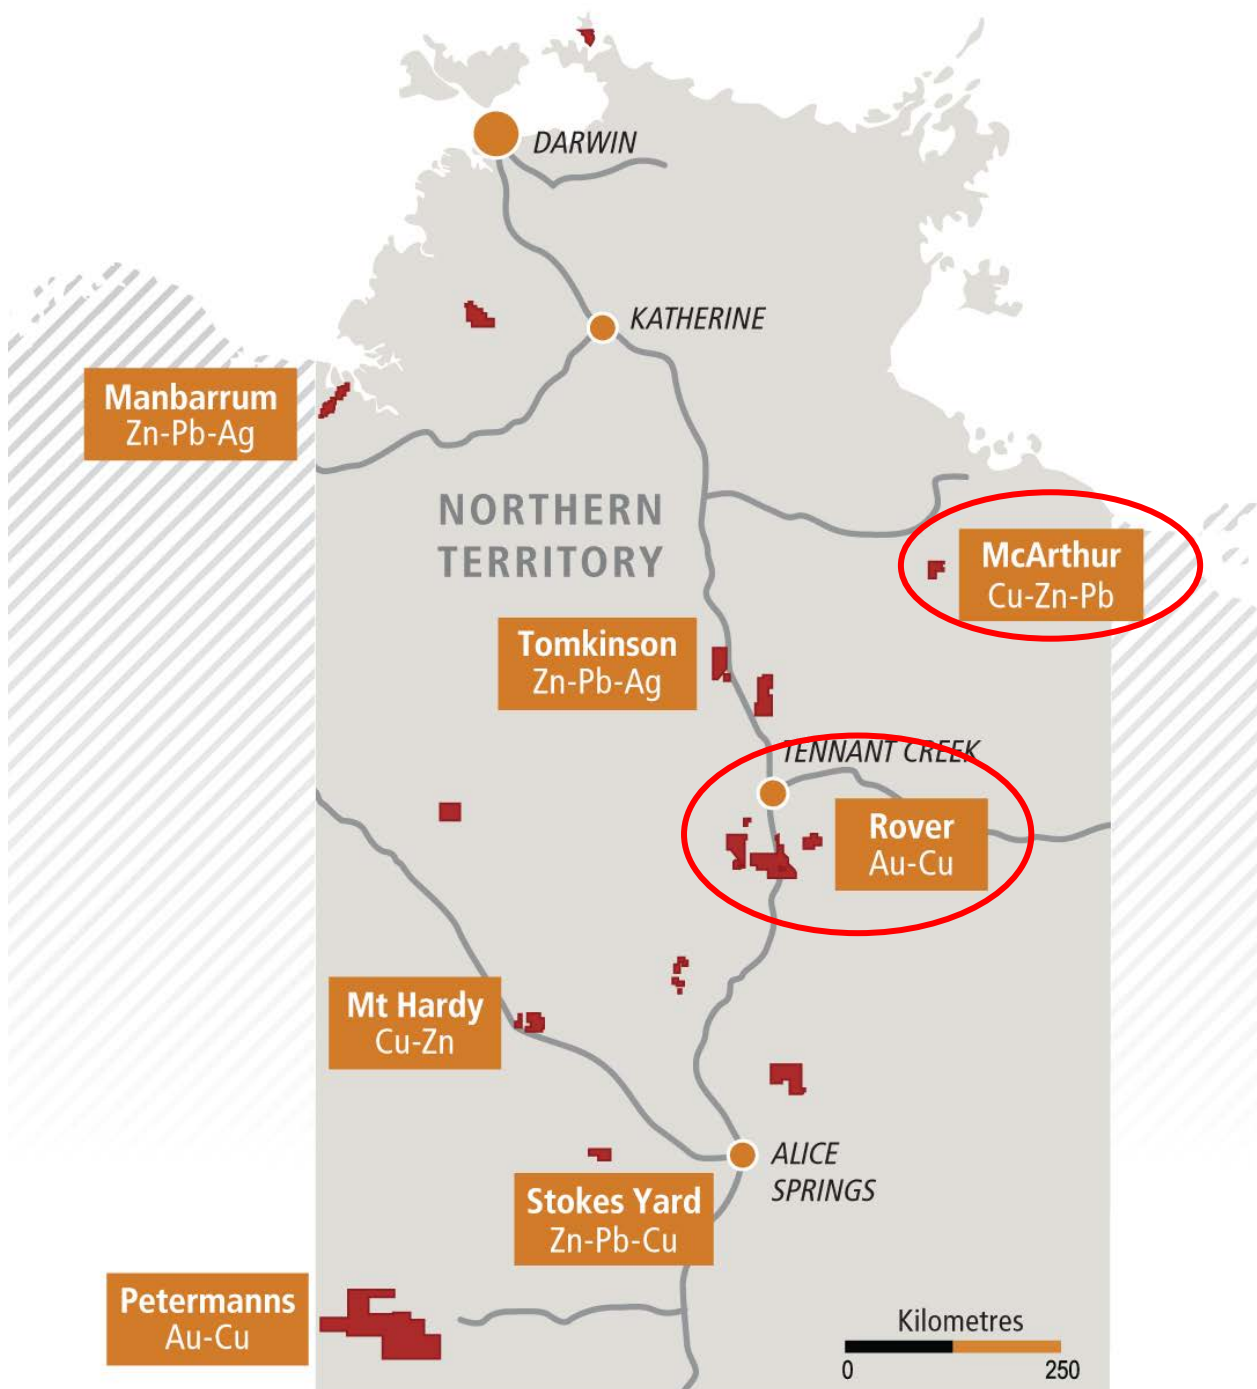 DARWIN
KATHERINE
Manbarrum
Zn-Pb-Ag
NORTHERN
TERRITORY
McArthur
Cu-Zn-Pb
Tomkinson
Zn-Pb-Ag
TENNANT CREEK
Rover
Au-Cu
Mt Hardy
Cu-Zn
ALICE
SPRINGS
Stokes Yard
Zn-Pb-Cu
Petermanns
Au-Cu
Kilometres
0 250